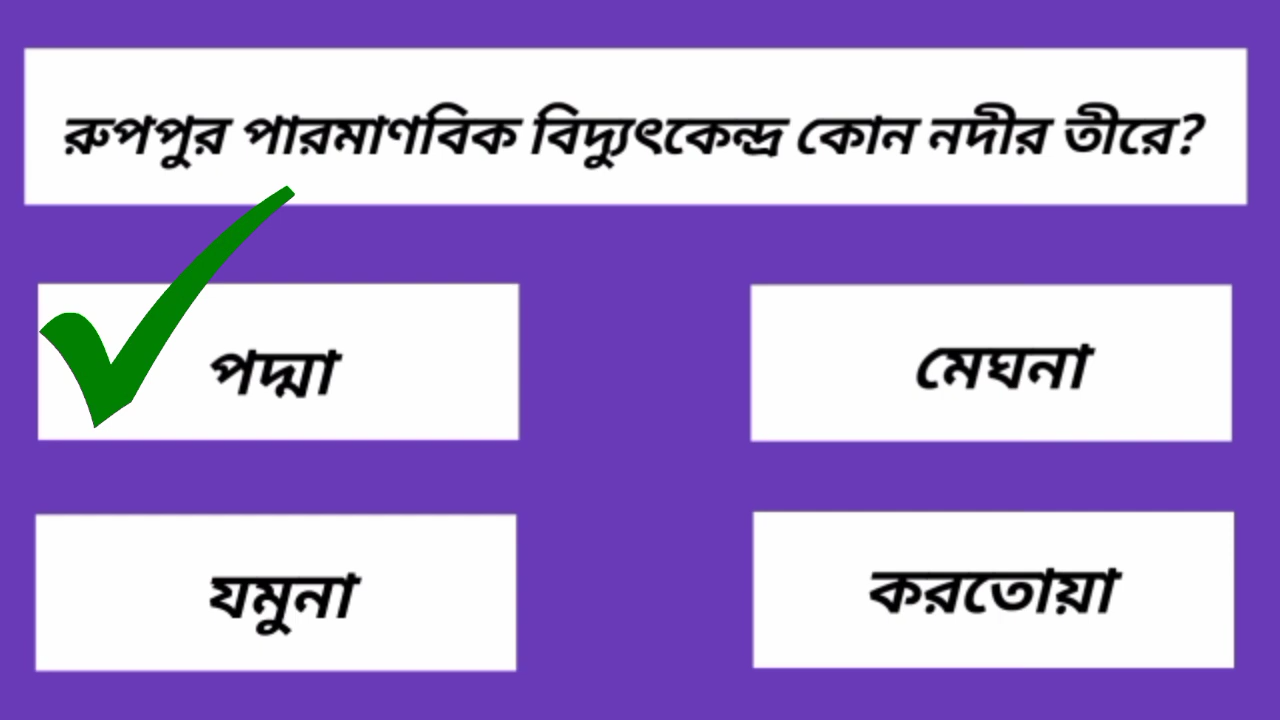 রুপপুর পারমাণবিক বিদ্যুৎকেন্দ্র কোন নদীর তীরে?
পদ্মা
মেঘনা
যমুনা
করতোয়া